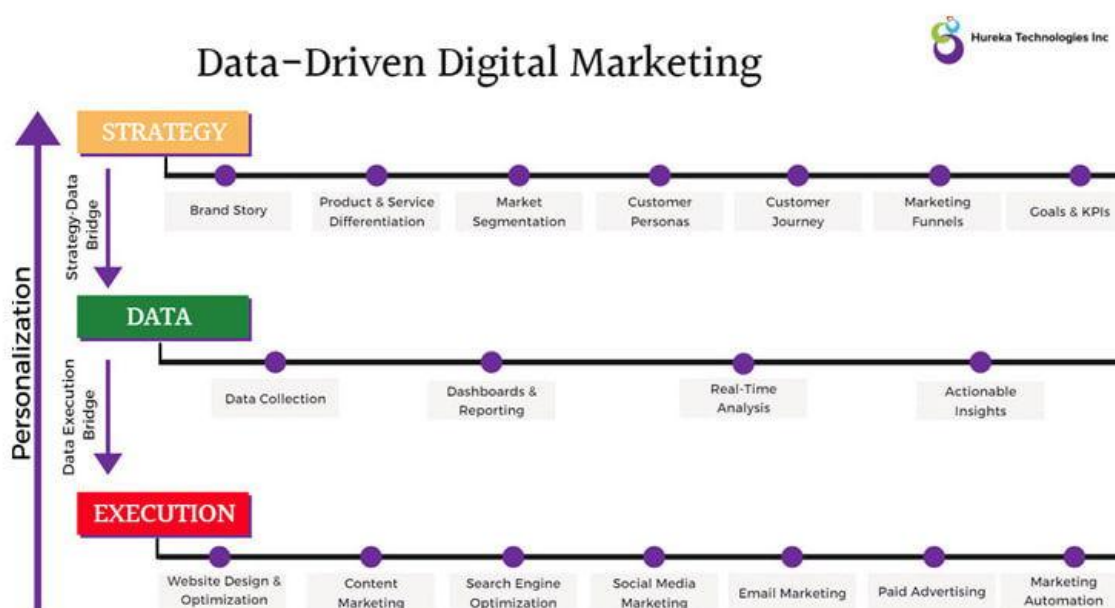 Hureka Technologies Inc
Data-Driven Digital Marketing
Personalization
STRATEGY
Brand Story
Product & Service
Differentiation
Market
Segmentation
Customer
Personas
Customer
Journey
Marketing
Funnels
Goals & KPIs
Strategy-Data
Bridge
DATA
Data Collection
Dashboards &
Reporting
Real-Time
Analysis
Actionable
Insights
Data Execution
Bridge
EXECUTION
Website Design &
Optimization
Content
Marketing
Search Engine
Optimization
Social Media
Marketing
Email Marketing
Paid Advertising
Marketing
Automation